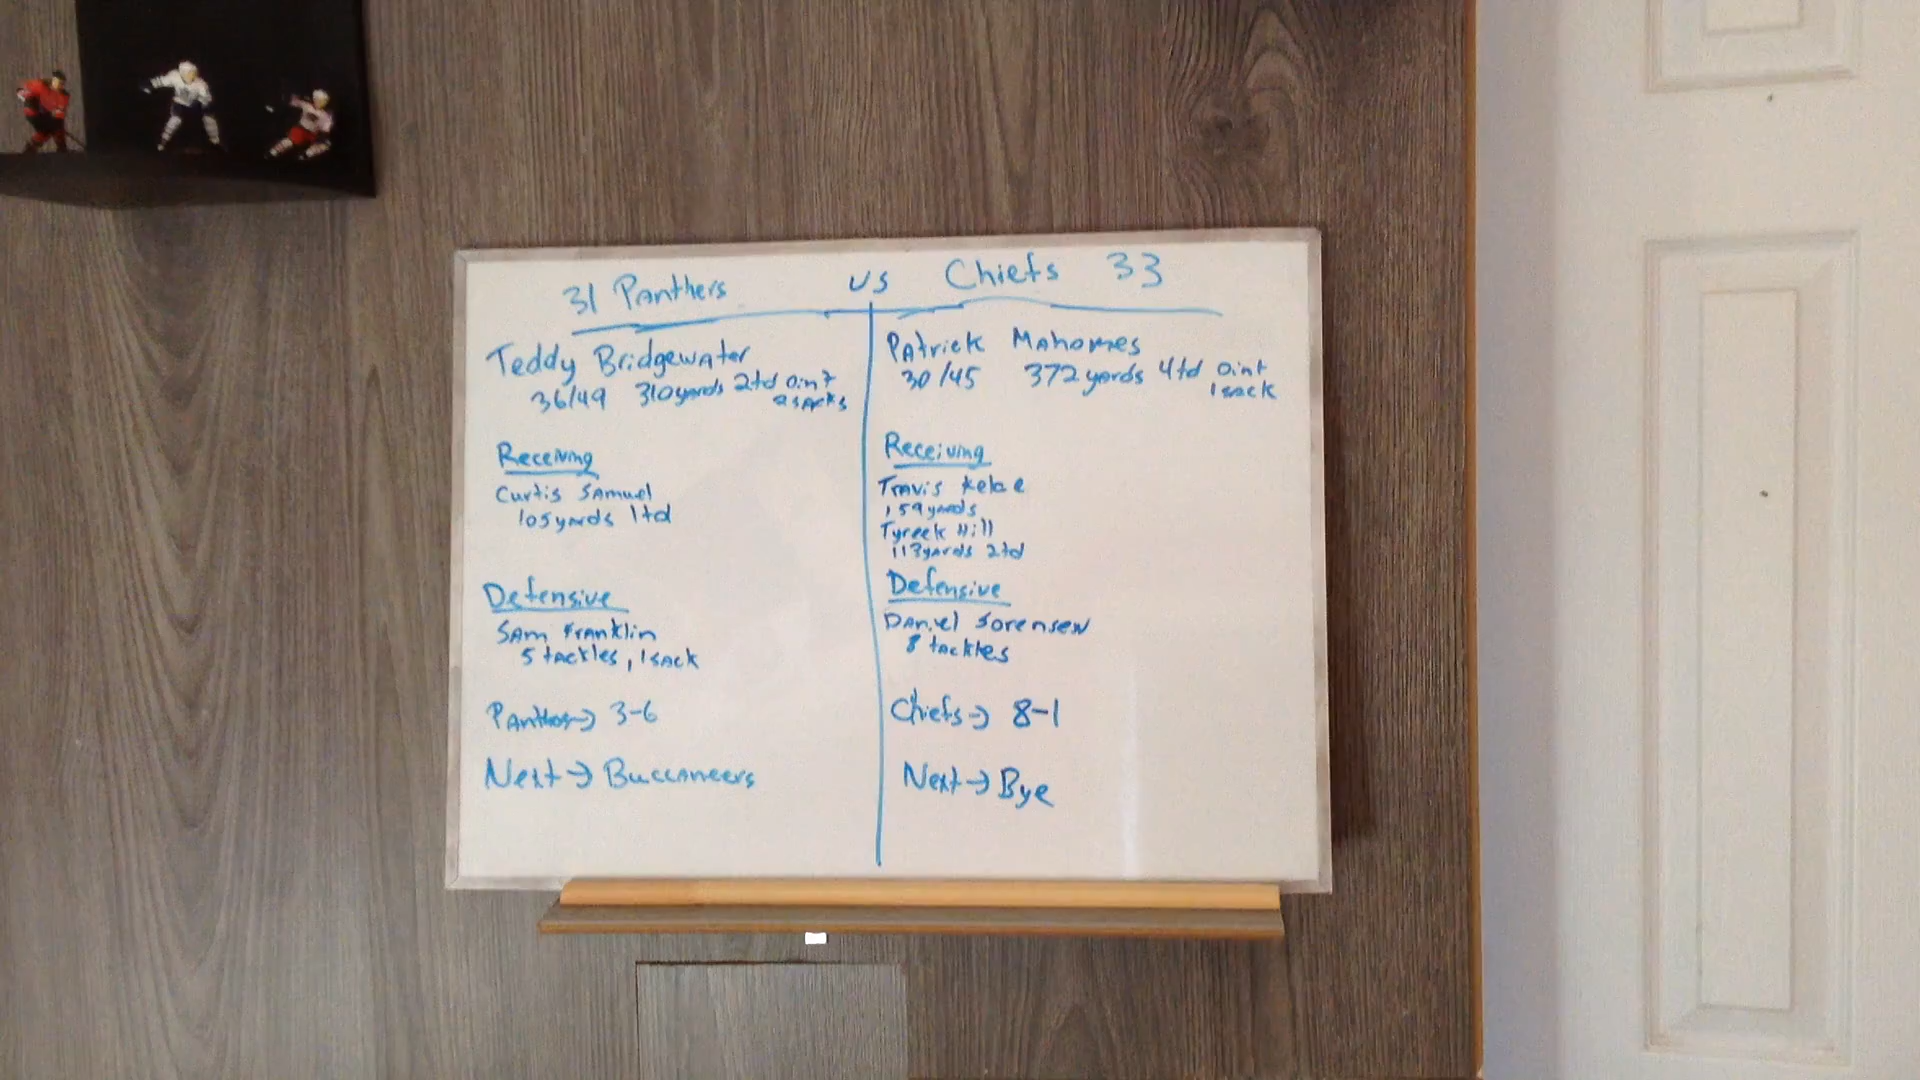 31 Panthers vs Chiefs 33
Teddy Bridgewater
36/49 310yards 2td 0int
2sacks
Receiving
Curtis Samuel
105yards 1td
Defensive
Sam Franklin
5 tackles, 1sack
Panthers→ 3-6
Next→ Buccaneers
Patrick Mahomes
30/45 372yards 4td 0int
1sack
Receiving
Travis Kelce
159yards
Tyreek Hill
113yards 2td
Defensive
Daniel Sorensen
8 tackles
Chiefs→ 8-1
Next→ Bye